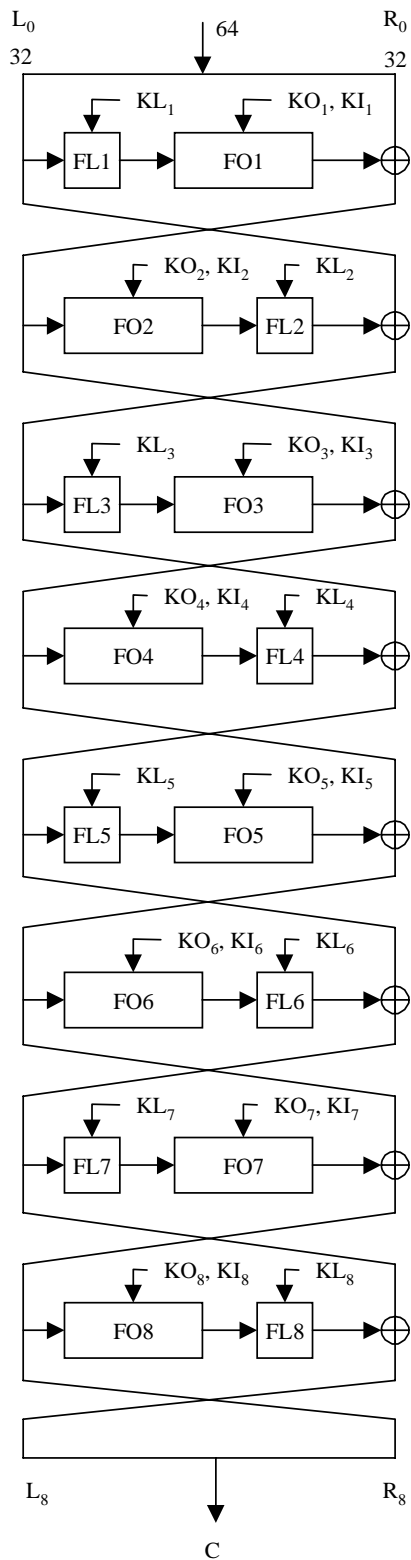 L₀ 64 R₀
32 32
KL₁ KO₁, KI₁
FL1 FO1
KO₂, KI₂ KL₂
FO2 FL2
KL₃ KO₃, KI₃
FL3 FO3
KO₄, KI₄ KL₄
FO4 FL4
KL₅ KO₅, KI₅
FL5 FO5
KO₆, KI₆ KL₆
FO6 FL6
KL₇ KO₇, KI₇
FL7 FO7
KO₈, KI₈ KL₈
FO8 FL8
L₈ R₈
C